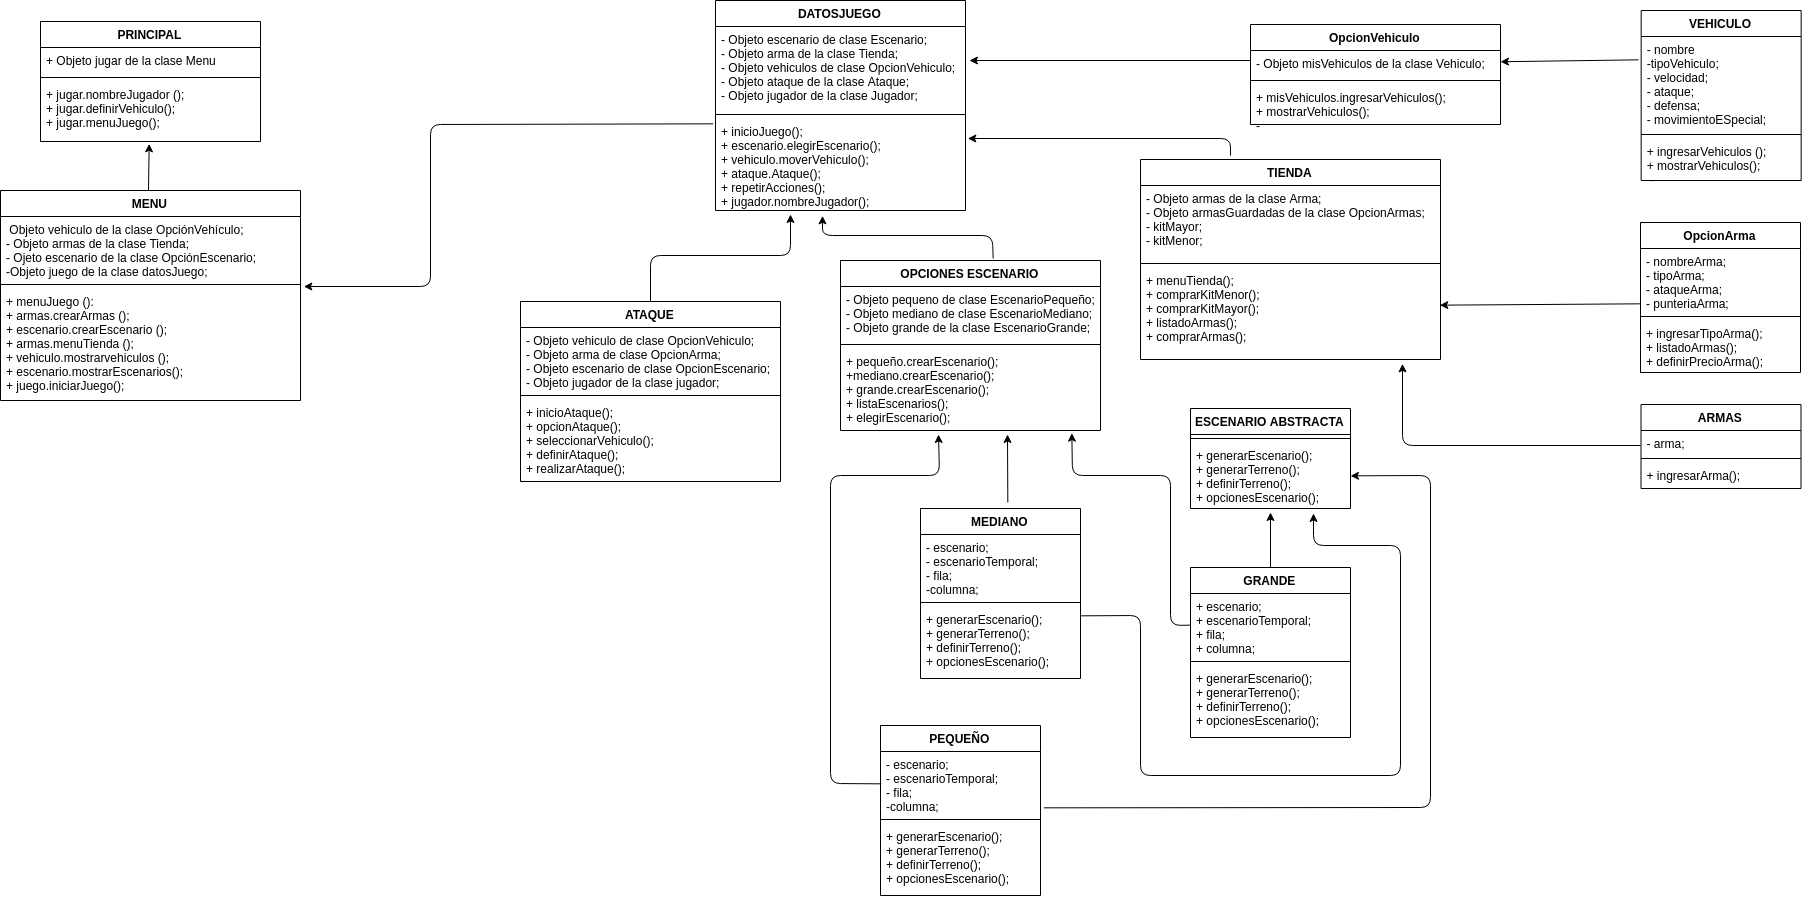 PRINCIPAL
+ Objeto jugar de la clase Menu
+ jugar.nombreJugador ();
+ jugar.definirVehiculo();
+ jugar.menuJuego();
MENU
Objeto vehiculo de la clase OpciónVehículo;
- Objeto armas de la clase Tienda;
- Ojeto escenario de la clase OpciónEscenario;
-Objeto juego de la clase datosJuego;
+ menuJuego ():
+ armas.crearArmas ();
+ escenario.crearEscenario ();
+ armas.menuTienda ();
+ vehiculo.mostrarvehiculos ();
+ escenario.mostrarEscenarios();
+ juego.iniciarJuego();
DATOSJUEGO
- Objeto escenario de clase Escenario;
- Objeto arma de la clase Tienda;
- Objeto vehiculos de clase OpcionVehiculo;
- Objeto ataque de la clase Ataque;
- Objeto jugador de la clase Jugador;
+ inicioJuego();
+ escenario.elegirEscenario();
+ vehiculo.moverVehiculo();
+ ataque.Ataque();
+ repetirAcciones();
+ jugador.nombreJugador();
ATAQUE
- Objeto vehiculo de clase OpcionVehiculo;
- Objeto arma de clase OpcionArma;
- Objeto escenario de clase OpcionEscenario;
- Objeto jugador de la clase jugador;
+ inicioAtaque();
+ opcionAtaque();
+ seleccionarVehiculo();
+ definirAtaque();
+ realizarAtaque();
OPCIONES ESCENARIO
- Objeto pequeno de clase EscenarioPequeño;
- Objeto mediano de clase EscenarioMediano;
- Objeto grande de la clase EscenarioGrande;
+ pequeño.crearEscenario();
+mediano.crearEscenario();
+ grande.crearEscenario();
+ listaEscenarios();
+ elegirEscenario();
OpcionVehiculo
- Objeto misVehiculos de la clase Vehiculo;
+ misVehiculos.ingresarVehiculos();
+ mostrarVehiculos();
-
VEHICULO
- nombre
-tipoVehiculo;
- velocidad;
- ataque;
- defensa;
- movimientoESpecial;
+ ingresarVehiculos ();
+ mostrarVehiculos();
TIENDA
- Objeto armas de la clase Arma;
- Objeto armasGuardadas de la clase OpcionArmas;
- kitMayor;
- kitMenor;
+ menuTienda();
+ comprarKitMenor();
+ comprarKitMayor();
+ listadoArmas();
+ comprarArmas();
OpcionArma
- nombreArma;
- tipoArma;
- ataqueArma;
- punteriaArma;
+ ingresarTipoArma();
+ listadoArmas();
+ definirPrecioArma();
ARMAS
- arma;
+ ingresarArma();
ESCENARIO ABSTRACTA
+ generarEscenario();
+ generarTerreno();
+ definirTerreno();
+ opcionesEscenario();
MEDIANO
- escenario;
- escenarioTemporal;
- fila;
-columna;
+ generarEscenario();
+ generarTerreno();
+ definirTerreno();
+ opcionesEscenario();
GRANDE
+ escenario;
+ escenarioTemporal;
+ fila;
+ columna;
+ generarEscenario();
+ generarTerreno();
+ definirTerreno();
+ opcionesEscenario();
PEQUEÑO
- escenario;
- escenarioTemporal;
- fila;
-columna;
+ generarEscenario();
+ generarTerreno();
+ definirTerreno();
+ opcionesEscenario();